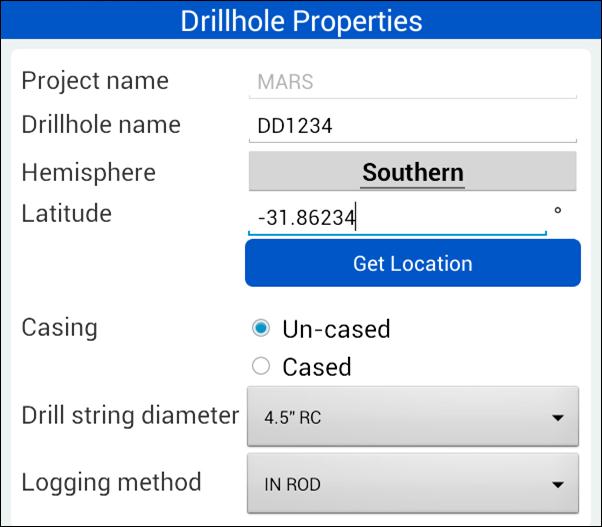 Drillhole Properties
Project name MARS
Drillhole name DD1234
Hemisphere Southern
Latitude -31.86234 °
Get Location
Casing Un-cased
Cased
Drill string diameter 4.5" RC
Logging method IN ROD